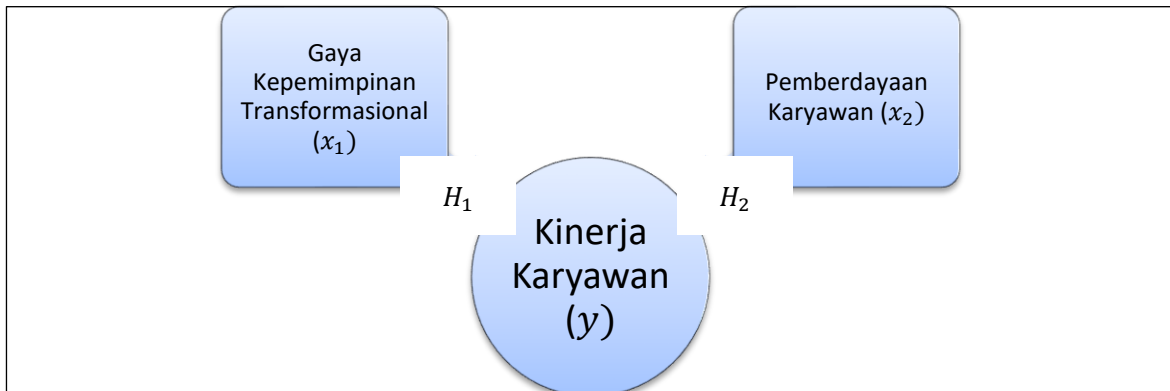 Gaya
Kepemimpinan
Transformasional
(x₁)
Pemberdayaan
Karyawan (x₂)
H₁
H₂
Kinerja
Karyawan
(y)